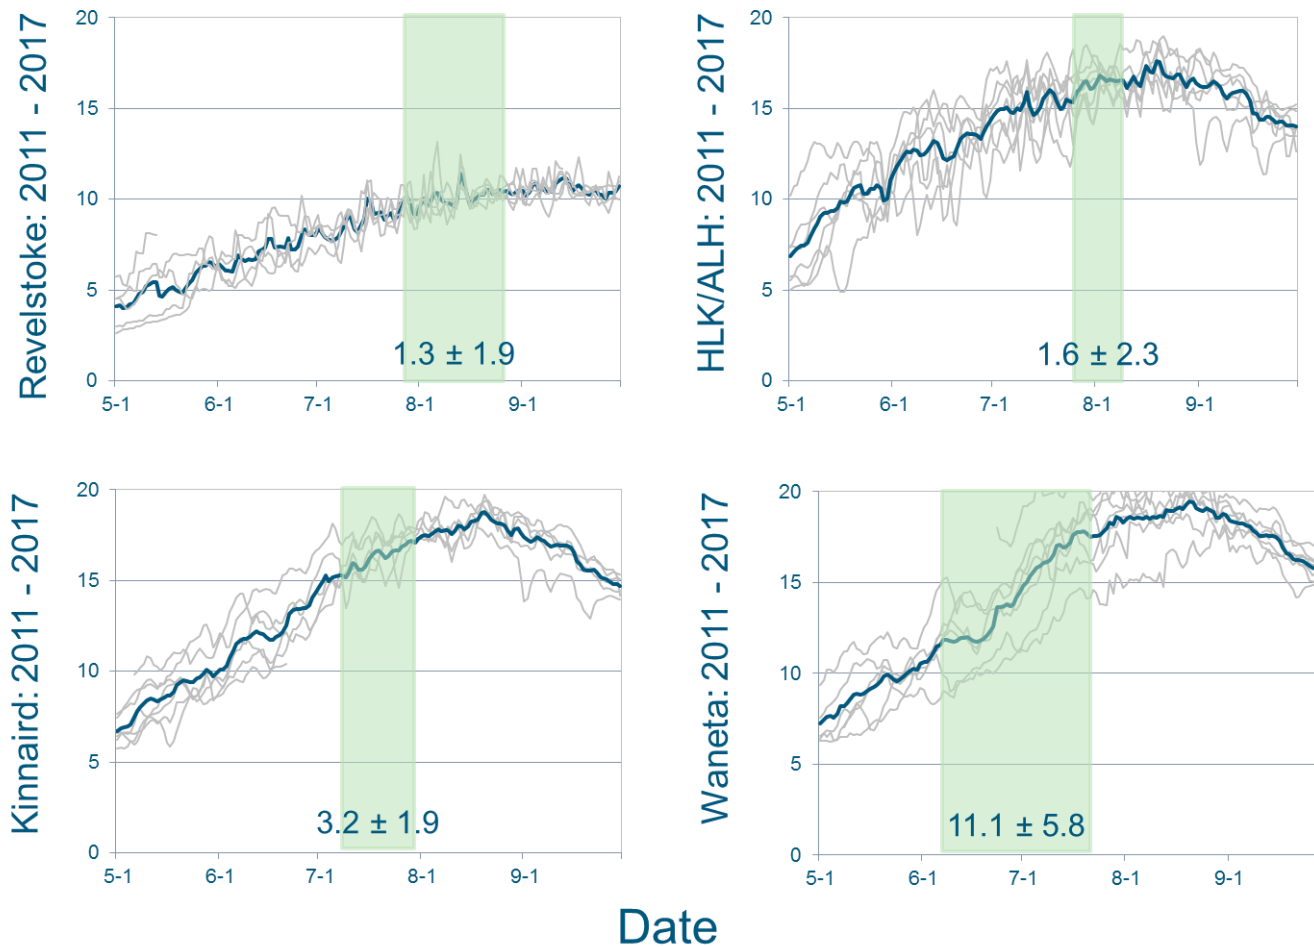 Revelstoke: 2011 - 2017
20
15
10
5
0
1.3 ± 1.9
5-1 6-1 7-1 8-1 9-1
HLK/ALH: 2011 - 2017
20
15
10
5
0
1.6 ± 2.3
5-1 6-1 7-1 8-1 9-1
Kinnaird: 2011 - 2017
20
15
10
5
0
3.2 ± 1.9
5-1 6-1 7-1 8-1 9-1
Waneta: 2011 - 2017
20
15
10
5
0
11.1 ± 5.8
5-1 6-1 7-1 8-1 9-1
Date